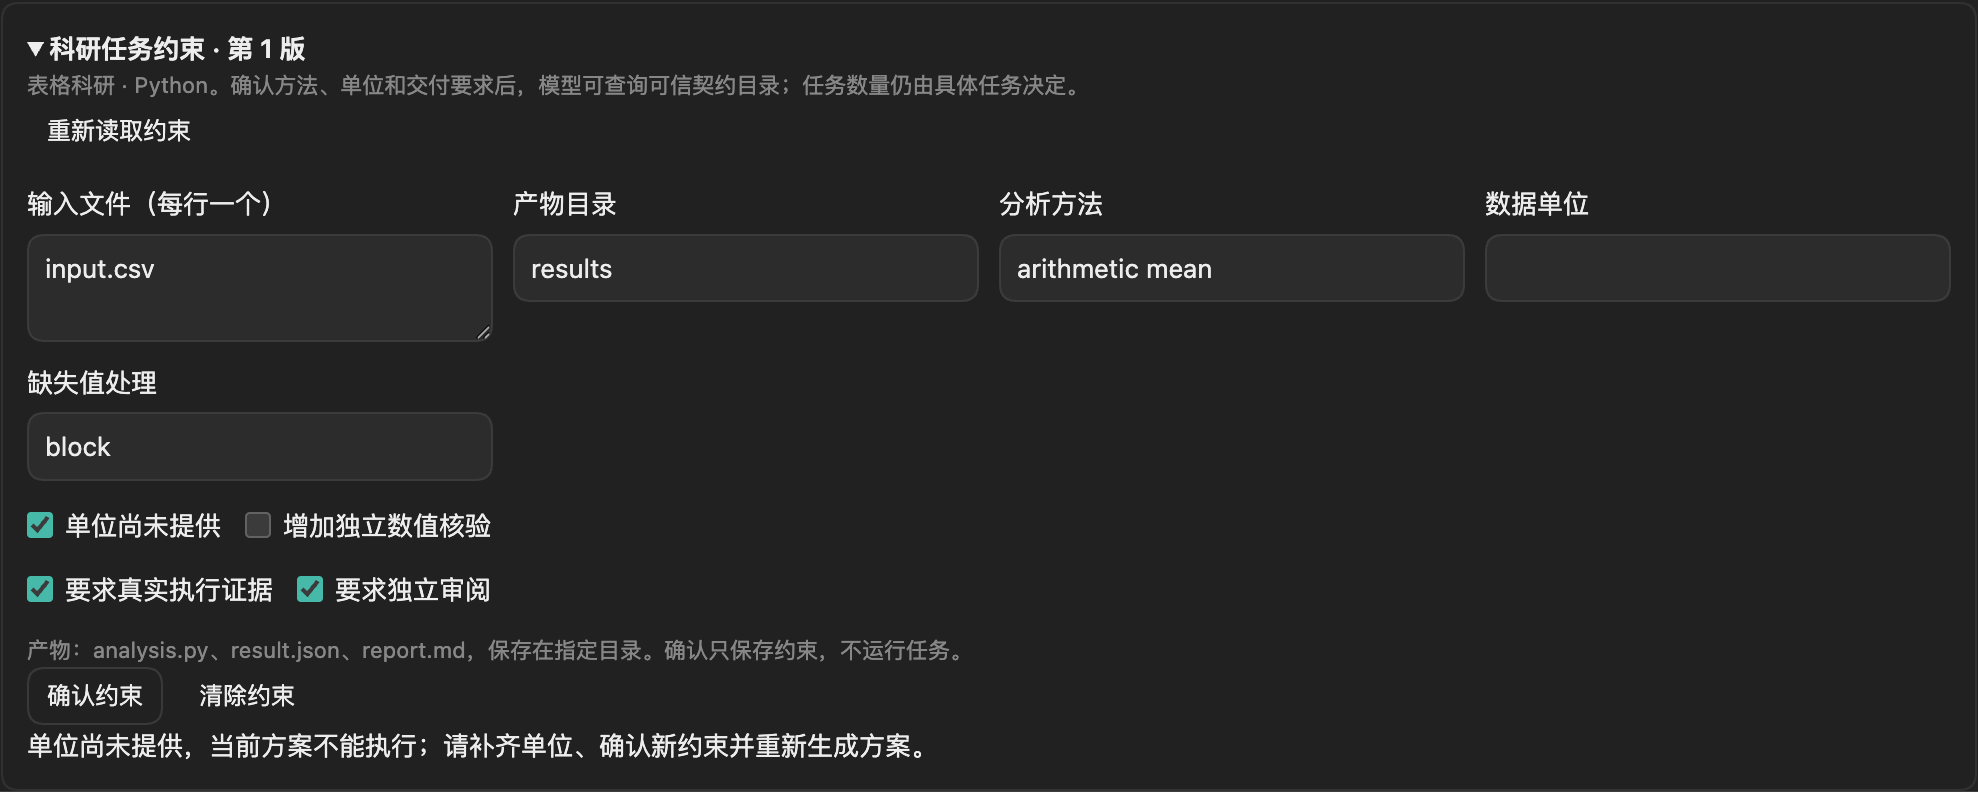 ▼科研任务约束 · 第 1 版
表格科研 · Python。确认方法、单位和交付要求后，模型可查询可信契约目录；任务数量仍由具体任务决定。
重新读取约束
输入文件（每行一个）
产物目录
分析方法
数据单位
input.csv
results
arithmetic mean
缺失值处理
block
单位尚未提供
增加独立数值核验
要求真实执行证据
要求独立审阅
产物：analysis.py、result.json、report.md，保存在指定目录。确认只保存约束，不运行任务。
确认约束
清除约束
单位尚未提供，当前方案不能执行；请补齐单位、确认新约束并重新生成方案。